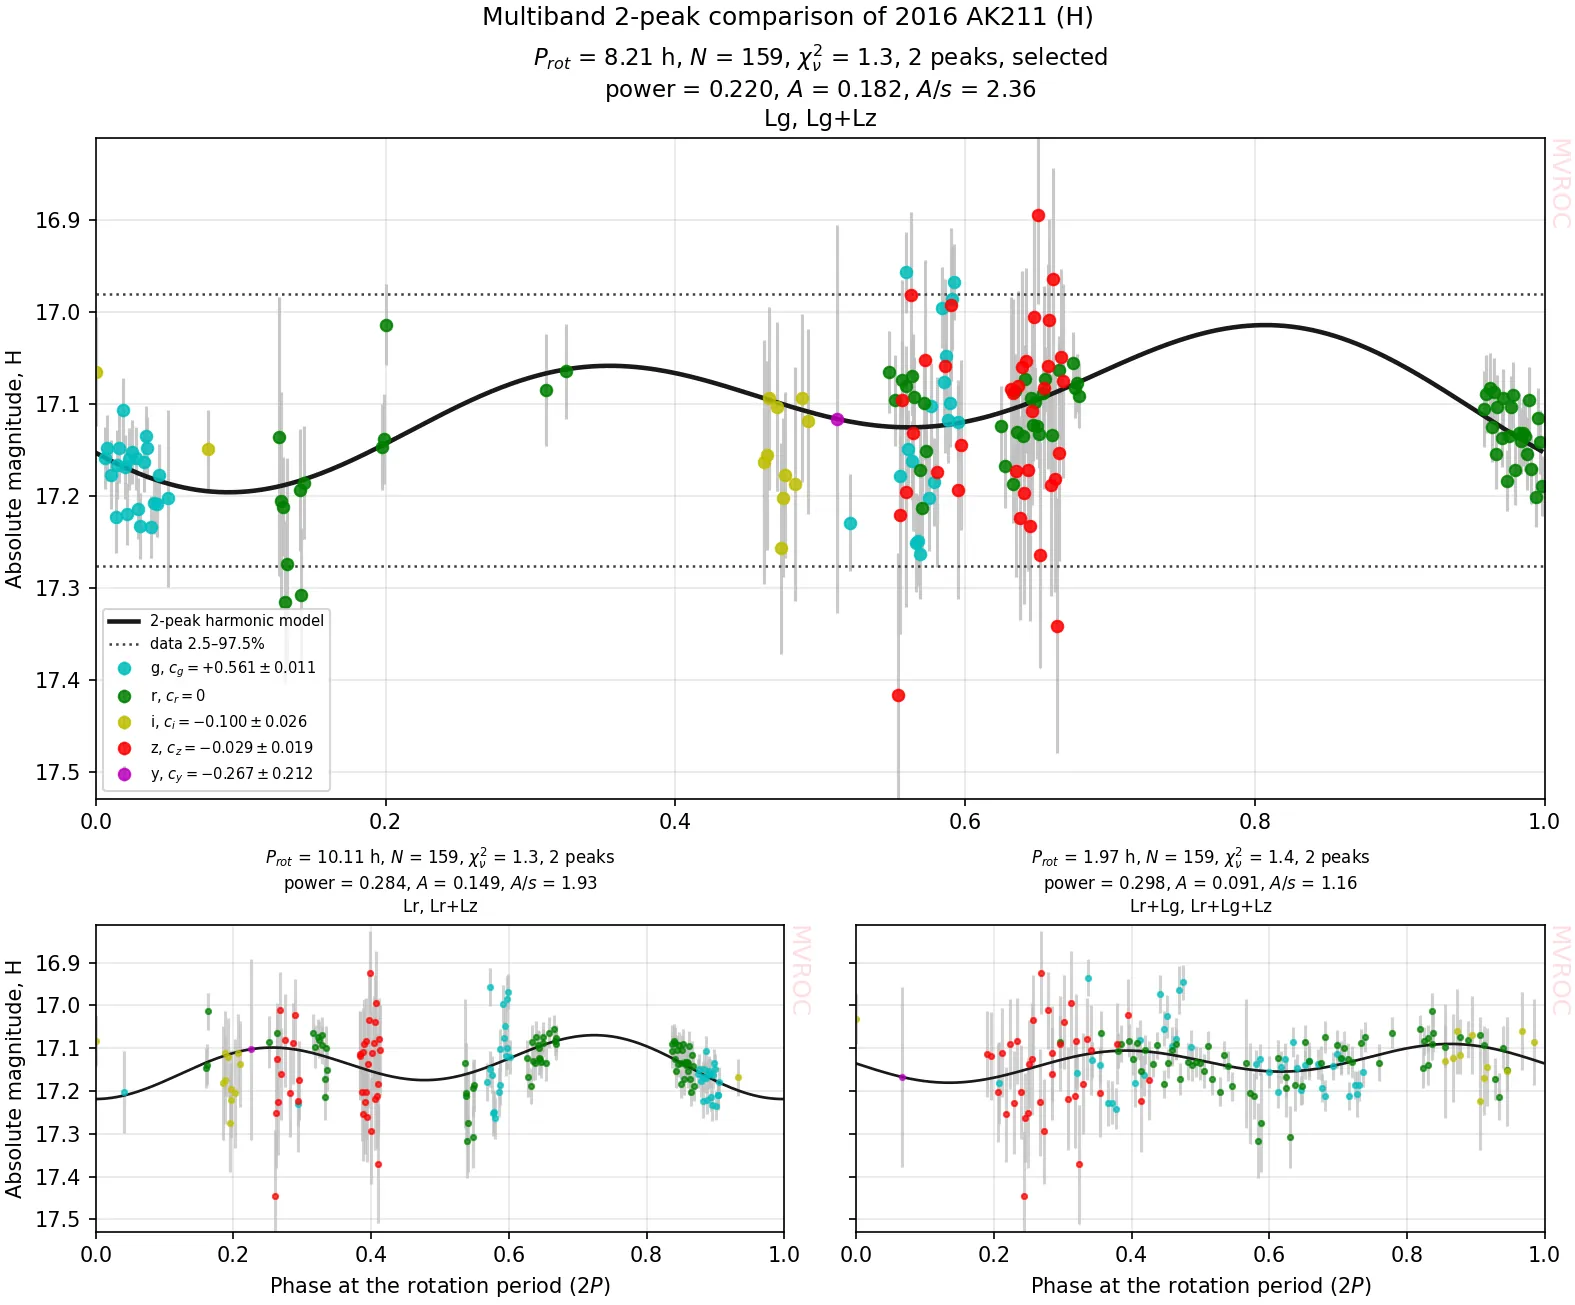 Multiband 2-peak comparison of 2016 AK211 (H)
P_rot = 8.21 h, N = 159, χ²_ν = 1.3, 2 peaks, selected
power = 0.220, A = 0.182, A/s = 2.36
Lg, Lg+Lz
MVROC
Absolute magnitude, H
16.9
17.0
17.1
17.2
17.3
17.4
17.5
2-peak harmonic model
data 2.5–97.5%
g, c_g = +0.561 ± 0.011
r, c_r = 0
i, c_i = −0.100 ± 0.026
z, c_z = −0.029 ± 0.019
y, c_y = −0.267 ± 0.212
0.0 0.2 0.4 0.6 0.8 1.0
P_rot = 10.11 h, N = 159, χ²_ν = 1.3, 2 peaks
power = 0.284, A = 0.149, A/s = 1.93
Lr, Lr+Lz
MVROC
Absolute magnitude, H
16.9
17.0
17.1
17.2
17.3
17.4
17.5
0.0 0.2 0.4 0.6 0.8 1.0
Phase at the rotation period (2P)
P_rot = 1.97 h, N = 159, χ²_ν = 1.4, 2 peaks
power = 0.298, A = 0.091, A/s = 1.16
Lr+Lg, Lr+Lg+Lz
MVROC
0.0 0.2 0.4 0.6 0.8 1.0
Phase at the rotation period (2P)